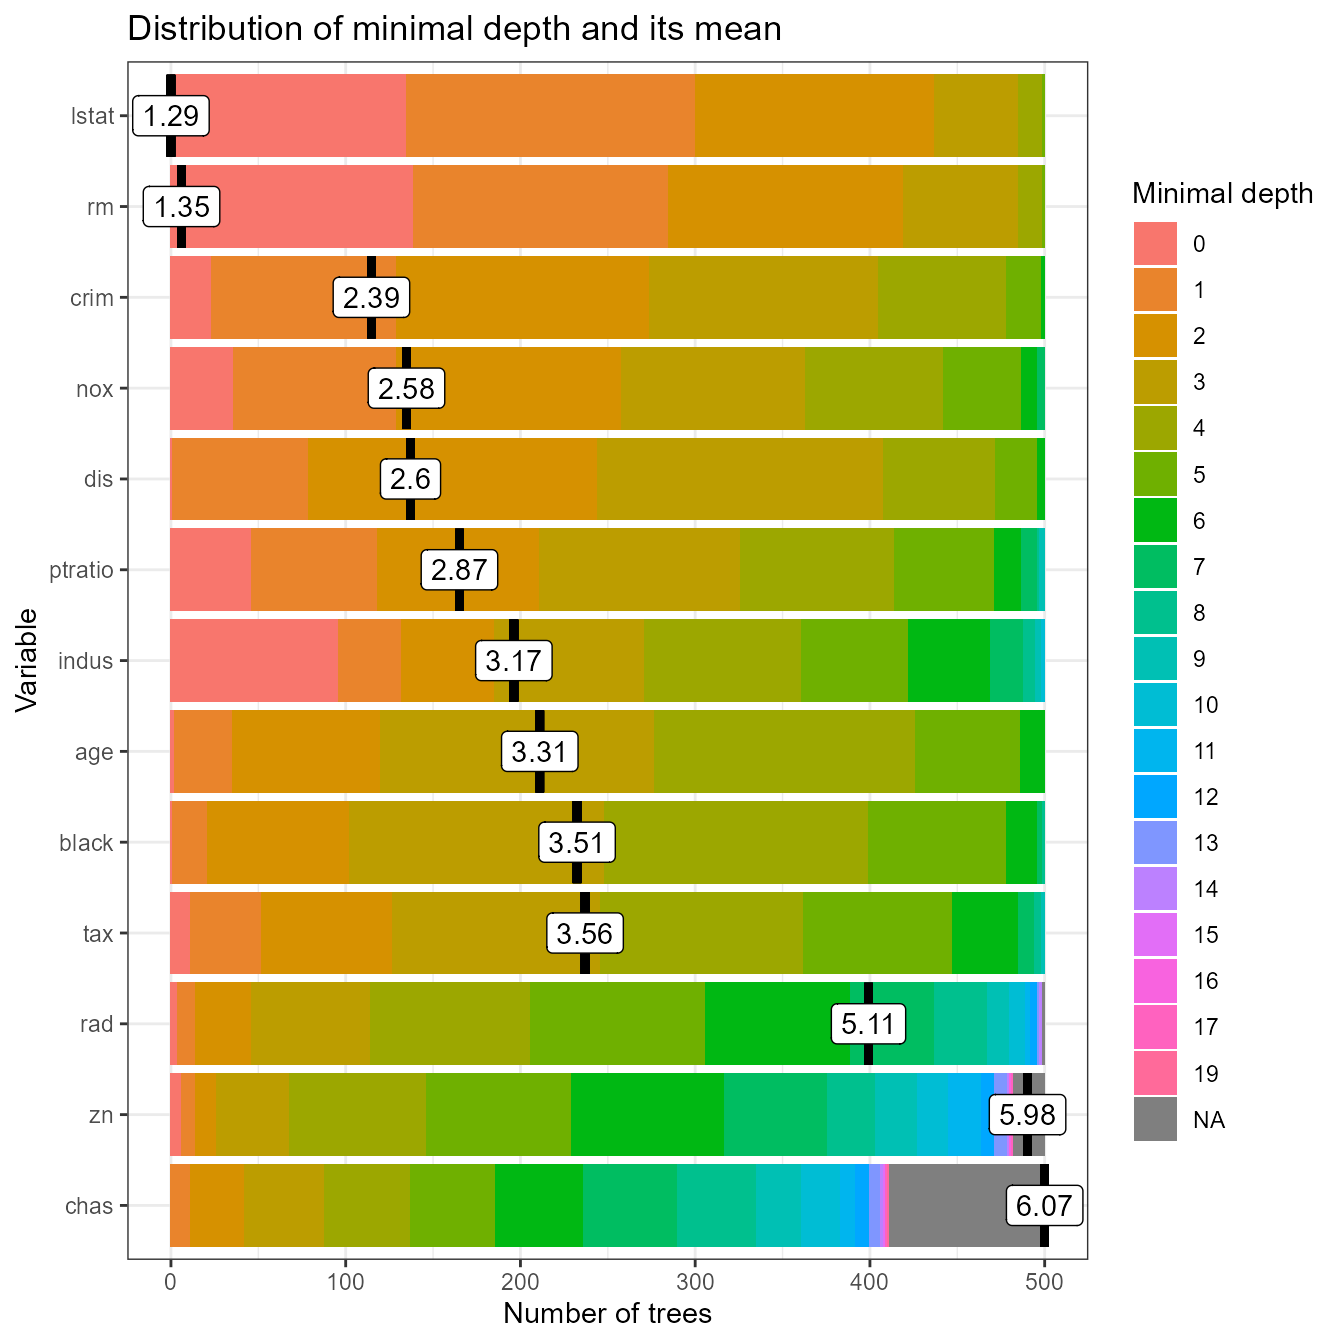 Distribution of minimal depth and its mean
Variable
lstat
1.29
rm
1.35
crim
2.39
nox
2.58
dis
2.6
ptratio
2.87
indus
3.17
age
3.31
black
3.51
tax
3.56
rad
5.11
zn
5.98
chas
6.07
0 100 200 300 400 500
Number of trees
Minimal depth
0
1
2
3
4
5
6
7
8
9
10
11
12
13
14
15
16
17
19
NA